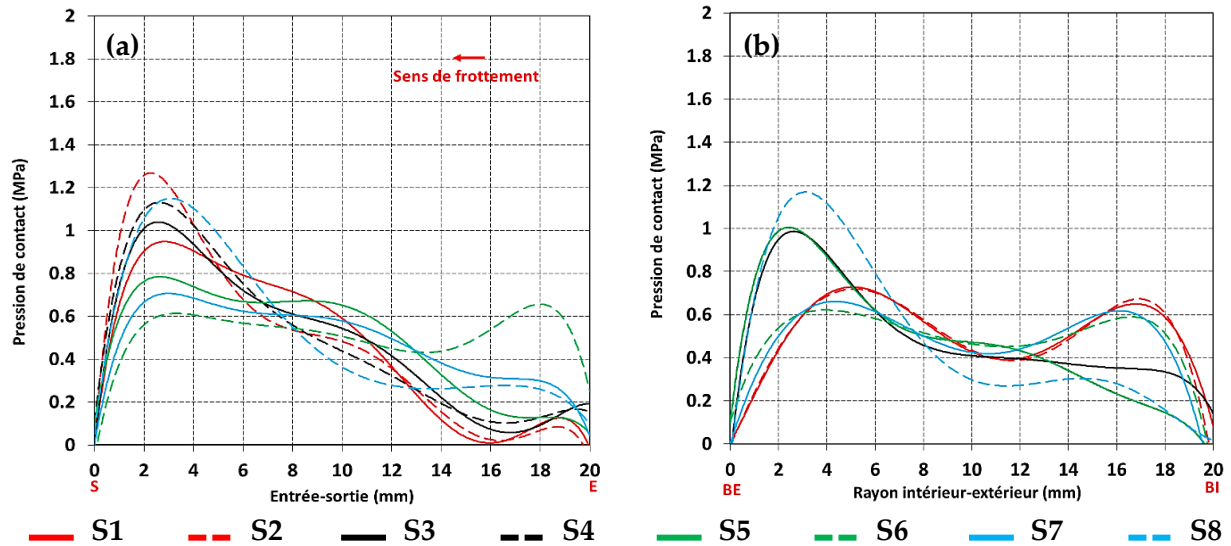 (a)
Sens de frottement
Pression de contact (MPa)
2
1.8
1.6
1.4
1.2
1
0.8
0.6
0.4
0.2
0
0 2 4 6 8 10 12 14 16 18 20
S Entrée-sortie (mm) E
(b)
Pression de contact (MPa)
2
1.8
1.6
1.4
1.2
1
0.8
0.6
0.4
0.2
0
0 2 4 6 8 10 12 14 16 18 20
BE Rayon intérieur-extérieur (mm) BI
S1 S2 S3 S4 S5 S6 S7 S8